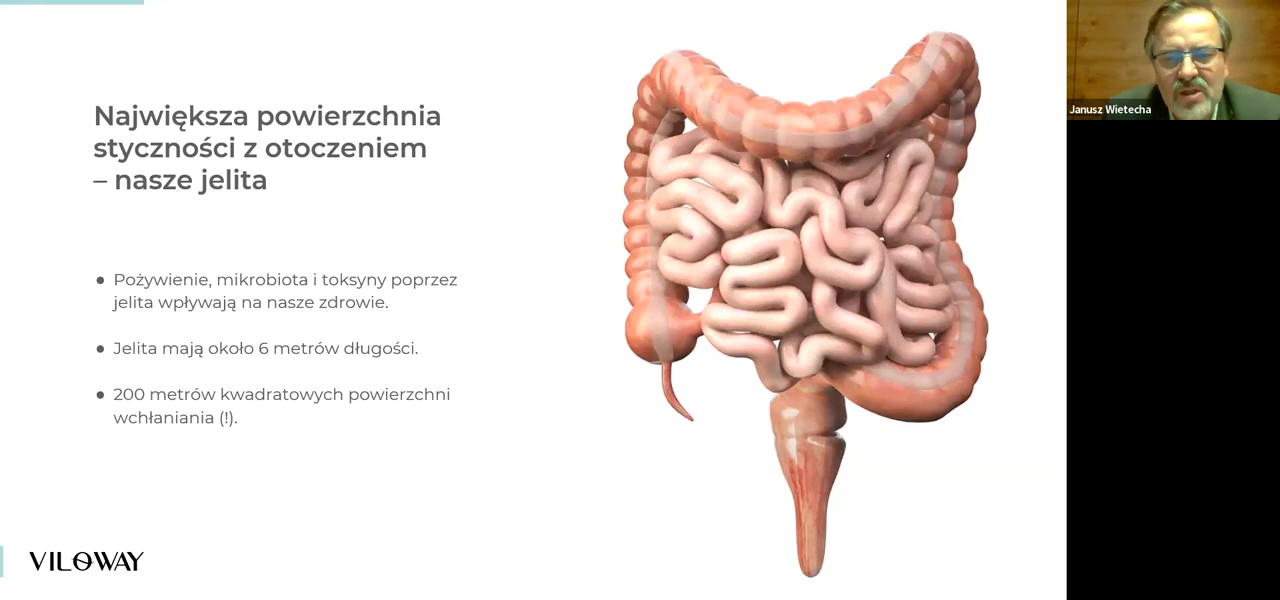 Największa powierzchnia
styczności z otoczeniem
– nasze jelita
● Pożywienie, mikrobiota i toksyny poprzez
jelita wpływają na nasze zdrowie.
● Jelita mają około 6 metrów długości.
● 200 metrów kwadratowych powierzchni
wchłaniania (!).
VILOWAY
Janusz Wietecha